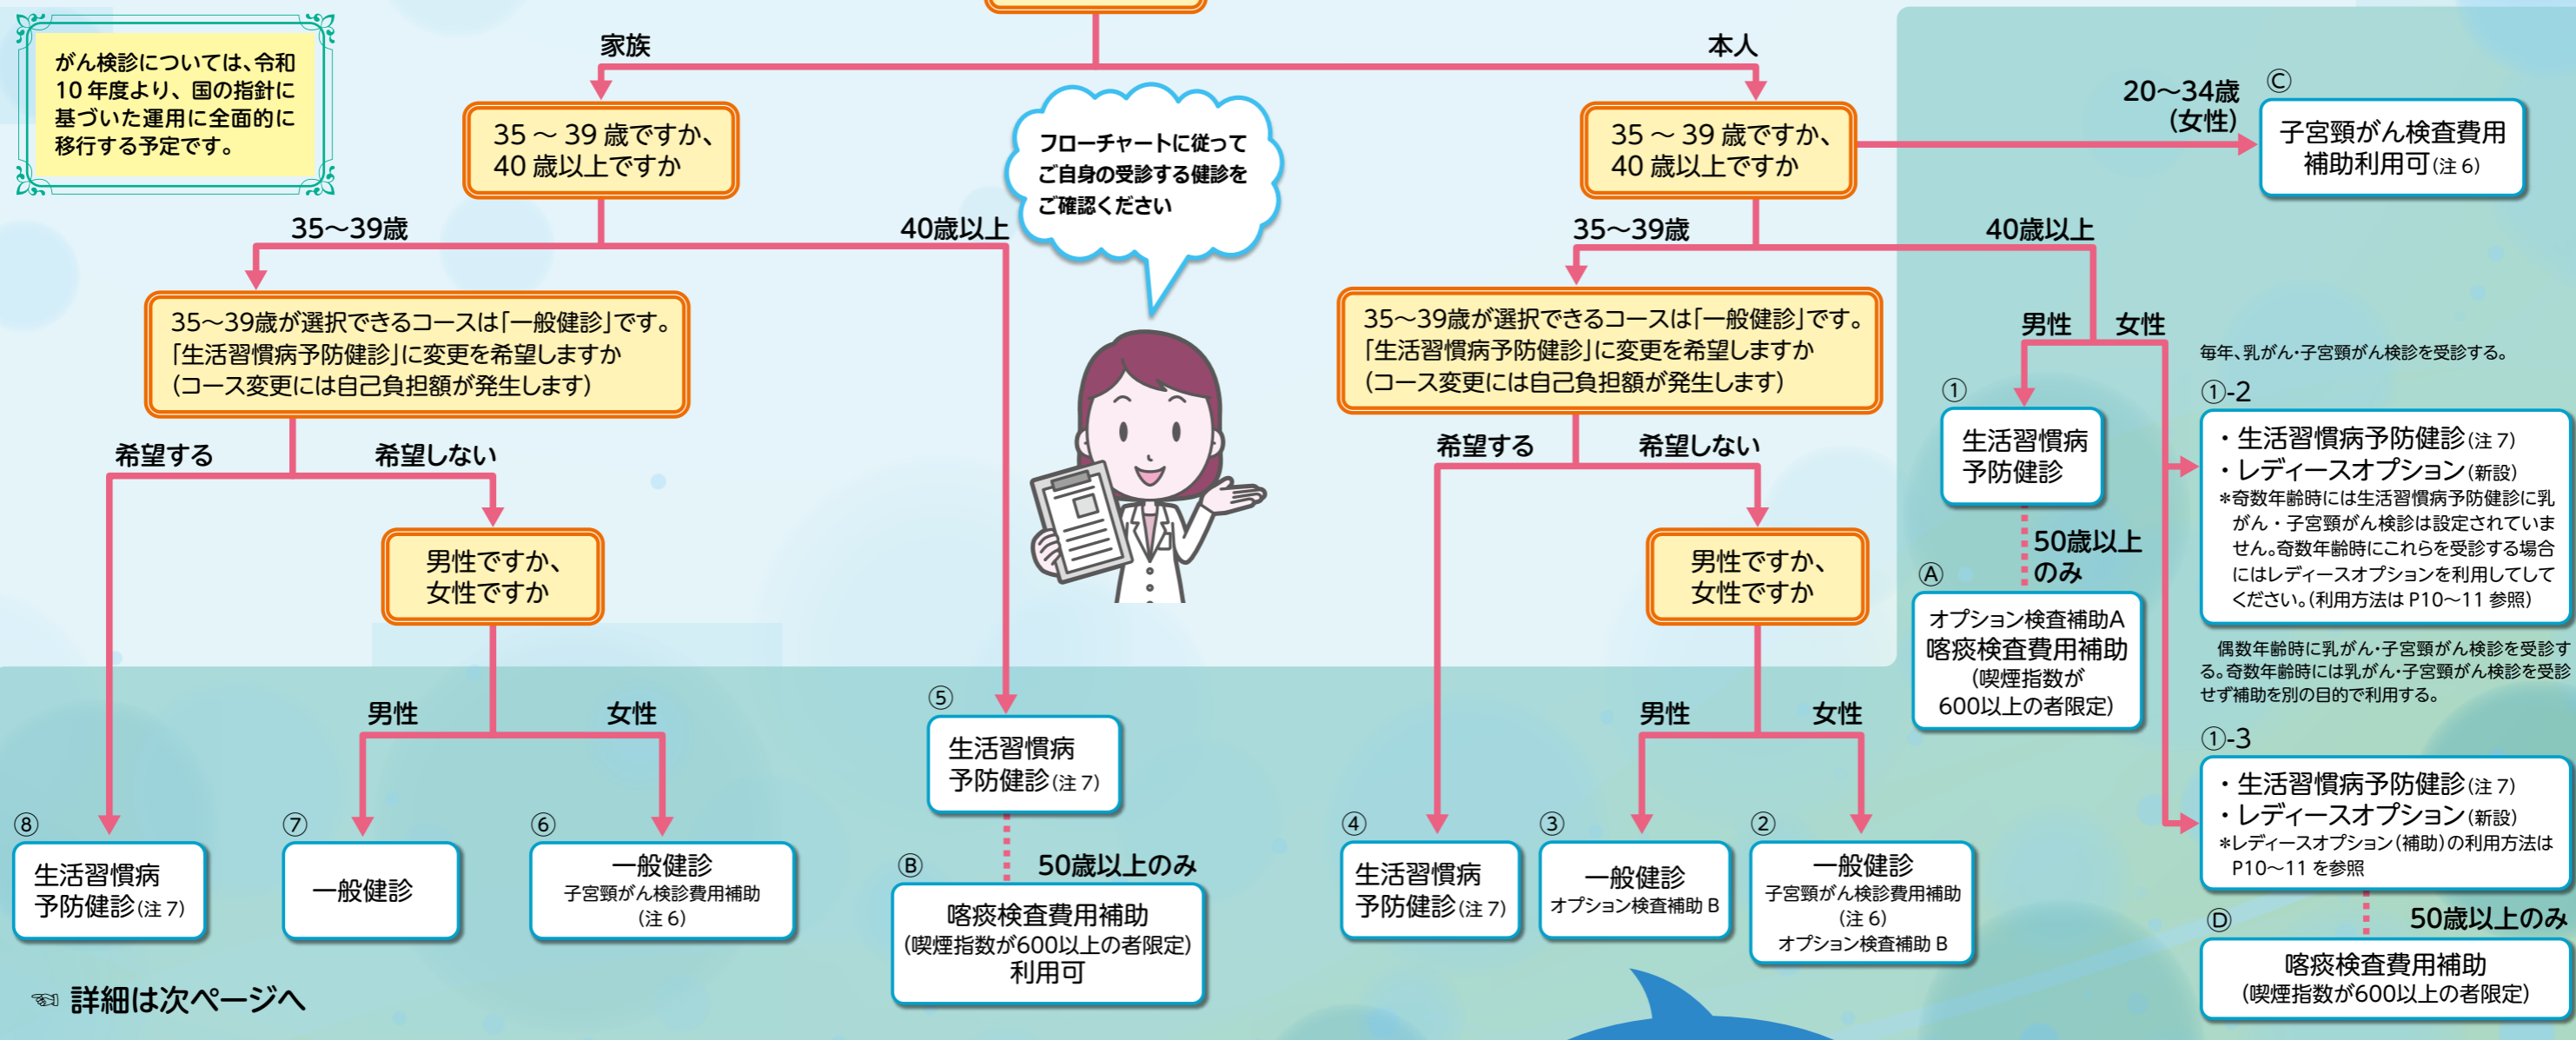 がん検診については、令和
10 年度より、国の指針に
基づいた運用に全面的に
移行する予定です。
家族
本人
35 ～ 39 歳ですか、
40 歳以上ですか
フローチャートに従って
ご自身の受診する健診を
ご確認ください
35 ～ 39 歳ですか、
40 歳以上ですか
20～34歳
(女性)
Ⓒ
子宮頸がん検査費用
補助利用可(注 6)
35～39歳
40歳以上
35～39歳
40歳以上
35～39歳が選択できるコースは「一般健診」です。
「生活習慣病予防健診」に変更を希望しますか
(コース変更には自己負担額が発生します)
35～39歳が選択できるコースは「一般健診」です。
「生活習慣病予防健診」に変更を希望しますか
(コース変更には自己負担額が発生します)
男性
女性
毎年、乳がん・子宮頸がん検診を受診する。
①
生活習慣病
予防健診
①-2
・生活習慣病予防健診(注 7)
・レディースオプション(新設)
*奇数年齢時には生活習慣病予防健診に乳
がん・子宮頸がん検診は設定されていま
せん。奇数年齢時にこれらを受診する場合
にはレディースオプションを利用してして
ください。(利用方法は P10～11 参照)
希望する
希望しない
希望する
希望しない
男性ですか、
女性ですか
男性ですか、
女性ですか
50歳以上
のみ
Ⓐ
オプション検査補助A
喀痰検査費用補助
(喫煙指数が
600以上の者限定)
偶数年齢時に乳がん・子宮頸がん検診を受診す
る。奇数年齢時には乳がん・子宮頸がん検診を受診
せず補助を別の目的で利用する。
男性
女性
⑤
生活習慣病
予防健診(注 7)
男性
女性
①-3
・生活習慣病予防健診(注 7)
・レディースオプション(新設)
*レディースオプション(補助)の利用方法は
P10～11 を参照
⑧
生活習慣病
予防健診(注 7)
⑦
一般健診
⑥
一般健診
子宮頸がん検診費用補助
(注 6)
Ⓑ
50歳以上のみ
喀痰検査費用補助
(喫煙指数が600以上の者限定)
利用可
④
生活習慣病
予防健診(注 7)
③
一般健診
オプション検査補助 B
②
一般健診
子宮頸がん検診費用補助
(注 6)
オプション検査補助 B
Ⓓ
50歳以上のみ
喀痰検査費用補助
(喫煙指数が600以上の者限定)
☜ 詳細は次ページへ